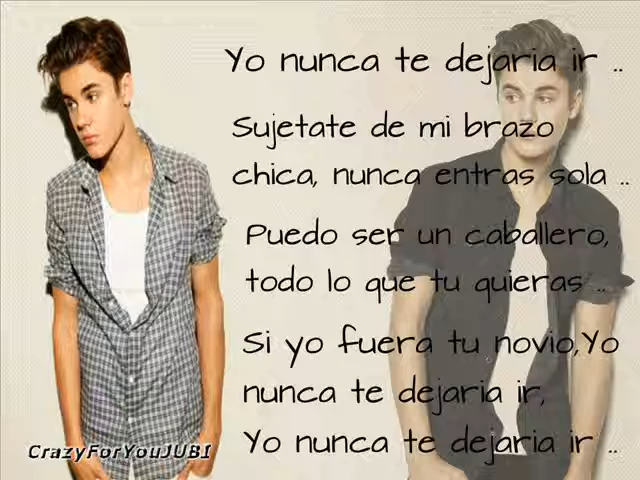 Yo nunca te dejaria ir ..
Sujetate de mi brazo
chica, nunca entras sola ..
Puedo ser un caballero,
todo lo que tu quieras ..
Si yo fuera tu novio,Yo
nunca te dejaria ir,
Yo nunca te dejaria ir ..
CrazyForYouJUBI